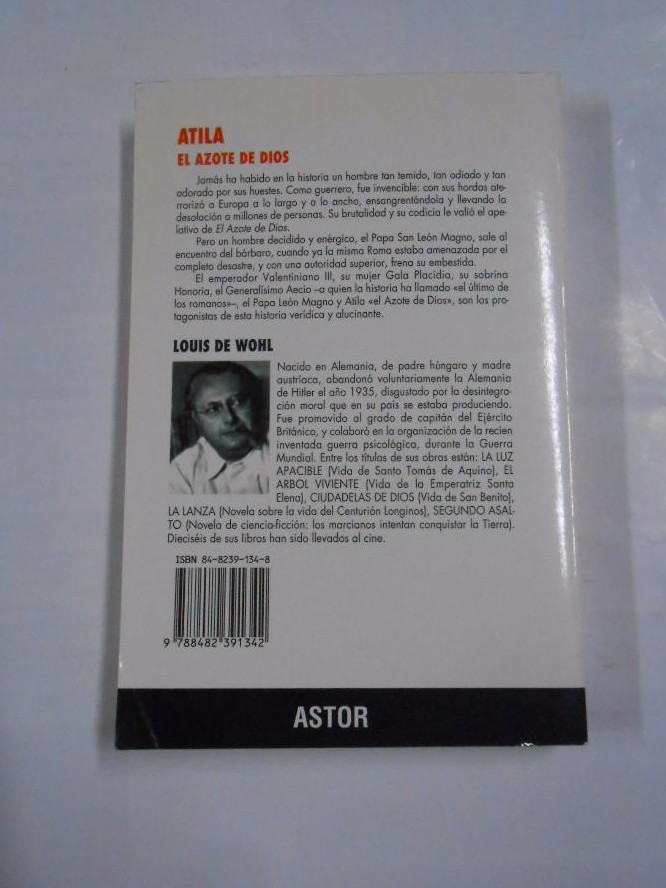 ATILA
EL AZOTE DE DIOS
Jamás ha habido en la historia un hombre tan temido, tan odiado y tan
adorado por sus huestes. Como guerrero, fue invencible: con sus hordas ate-
rrorizó a Europa a lo largo y a lo ancho, ensangrentándola y llevando la
desolación a millones de personas. Su brutalidad y su codicia le valió el ape-
lativo de El Azote de Dios.
Pero un hombre decidido y enérgico, el Papa San León Magno, sale al
encuentro del bárbaro, cuando ya la misma Roma estaba amenazada por el
completo desastre, y con una autoridad superior, frena su embestida.
El emperador Valentiniano III, su mujer Gala Placidia, su sobrina
Honoria, el Generalísimo Aecio –a quien la historia ha llamado «el último de
los romanos»–, el Papa León Magno y Atila «el Azote de Dios», son los pro-
tagonistas de esta historia verídica y alucinante.
LOUIS DE WOHL
Nacido en Alemania, de padre húngaro y madre
austríaca, abandonó voluntariamente la Alemania
de Hitler el año 1935, disgustado por la desintegra-
ción moral que en su país se estaba produciendo.
Fue promovido al grado de capitán del Ejército
Británico, y colaboró en la organización de la recien
inventada guerra psicológica, durante la Guerra
Mundial. Entre los títulos de sus obras están: LA LUZ
APACIBLE (Vida de Santo Tomás de Aquino), EL
ARBOL VIVIENTE (Vida de la Emperatriz Santa
Elena), CIUDADELAS DE DIOS (Vida de San Benito),
LA LANZA (Novela sobre la vida del Centurión Longinos), SEGUNDO ASAL-
TO (Novela de ciencia-ficción: los marcianos intentan conquistar la Tierra).
Dieciséis de sus libros han sido llevados al cine.
ISBN 84-8239-134-8
9 788482 391342
ASTOR